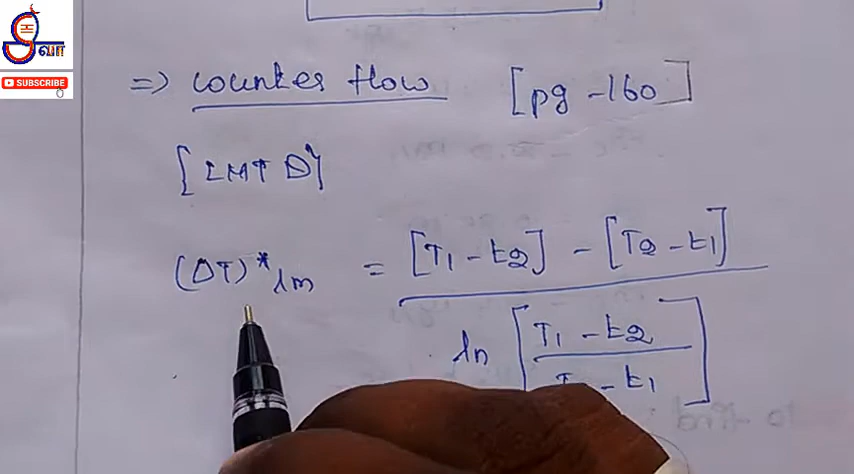 சிவா
SUBSCRIBE
=> counter flow [pg -160]
[LMTD]
(ΔT)*lm = [T1 - t2] - [T2 - t1]
ln [T1 - t2
- t1]